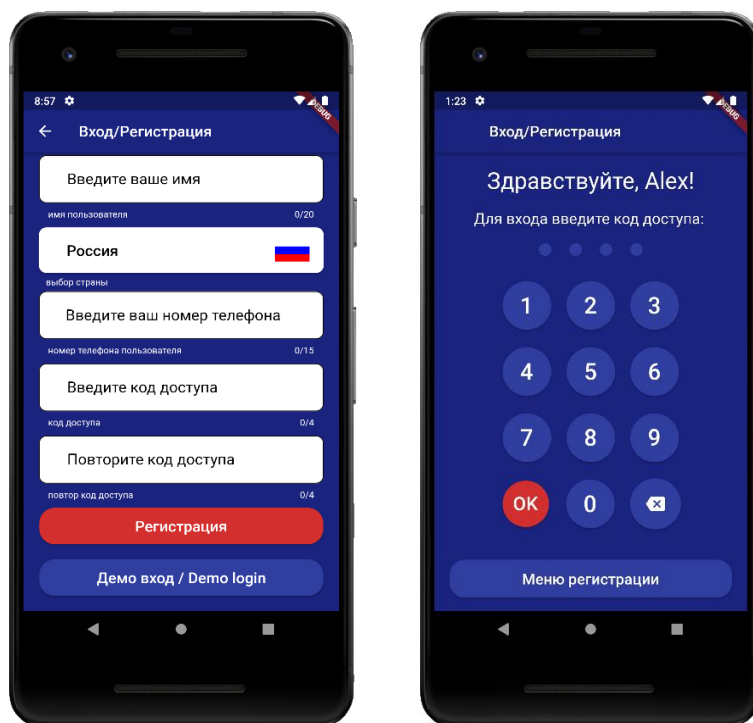 8:57
DEBUG
Вход/Регистрация
Введите ваше имя
имя пользователя 0/20
Россия
выбор страны
Введите ваш номер телефона
номер телефона пользователя 0/15
Введите код доступа
код доступа 0/4
Повторите код доступа
повтор код доступа 0/4
Регистрация
Демо вход / Demo login
1:23
DEBUG
Вход/Регистрация
Здравствуйте, Alex!
Для входа введите код доступа:
1 2 3
4 5 6
7 8 9
OK 0
Меню регистрации